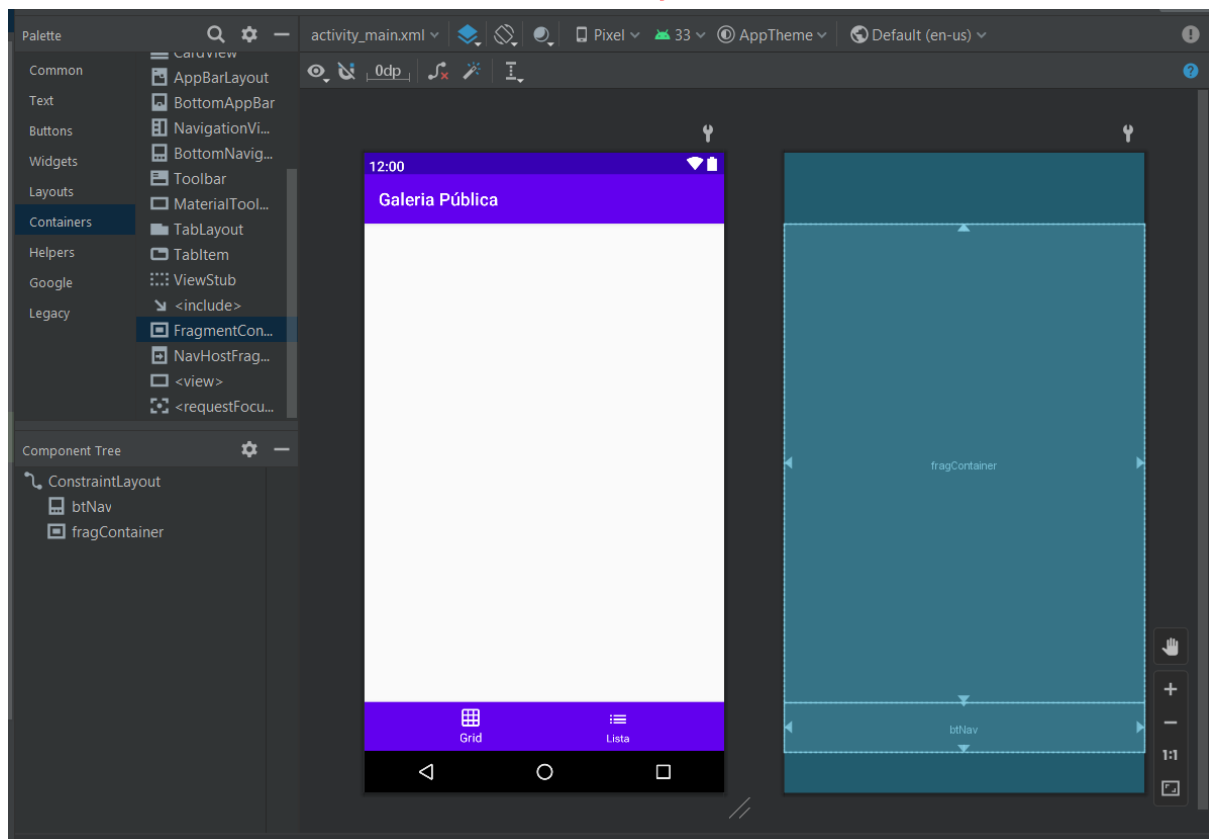 Palette
activity_main.xml
Pixel
33
AppTheme
Default (en-us)
0dp
Common
Text
Buttons
Widgets
Layouts
Containers
Helpers
Google
Legacy
CardView
AppBarLayout
BottomAppBar
NavigationVi...
BottomNavig...
Toolbar
MaterialTool...
TabLayout
TabItem
ViewStub
<include>
FragmentCon...
NavHostFrag...
<view>
<requestFocu...
Component Tree
ConstraintLayout
btNav
fragContainer
12:00
Galeria Pública
Grid
Lista
fragContainer
btNav
1:1